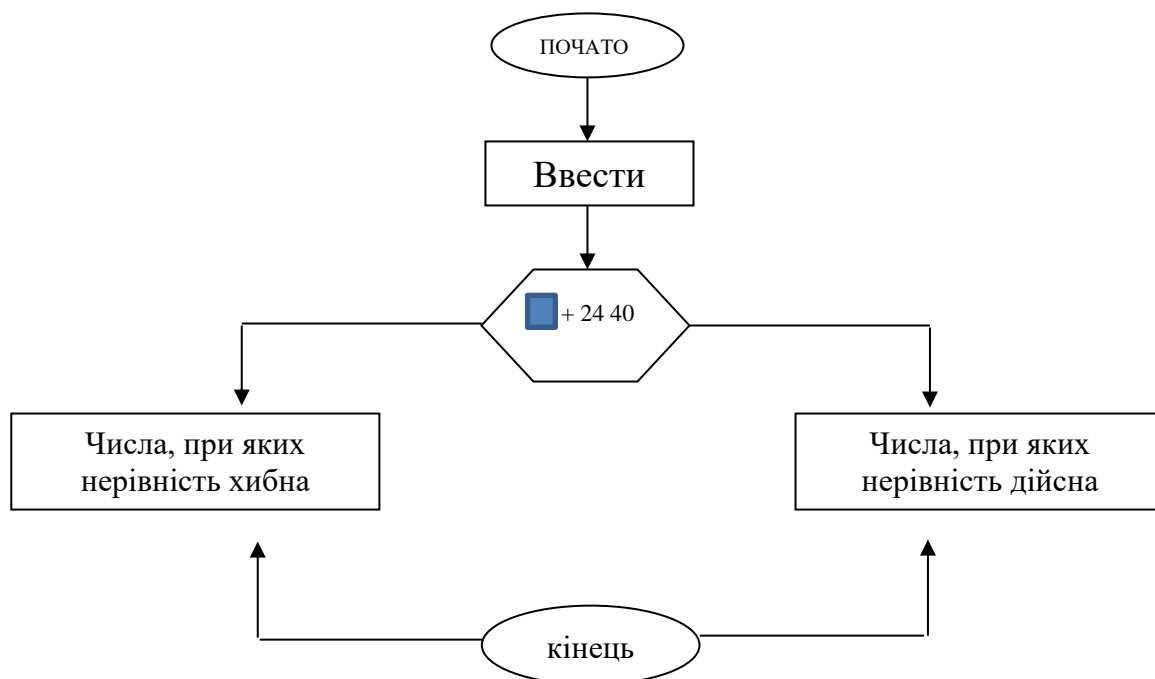 ПОЧАТО
Ввести
+ 24 40
Числа, при яких
нерівність хибна
Числа, при яких
нерівність дійсна
кінець